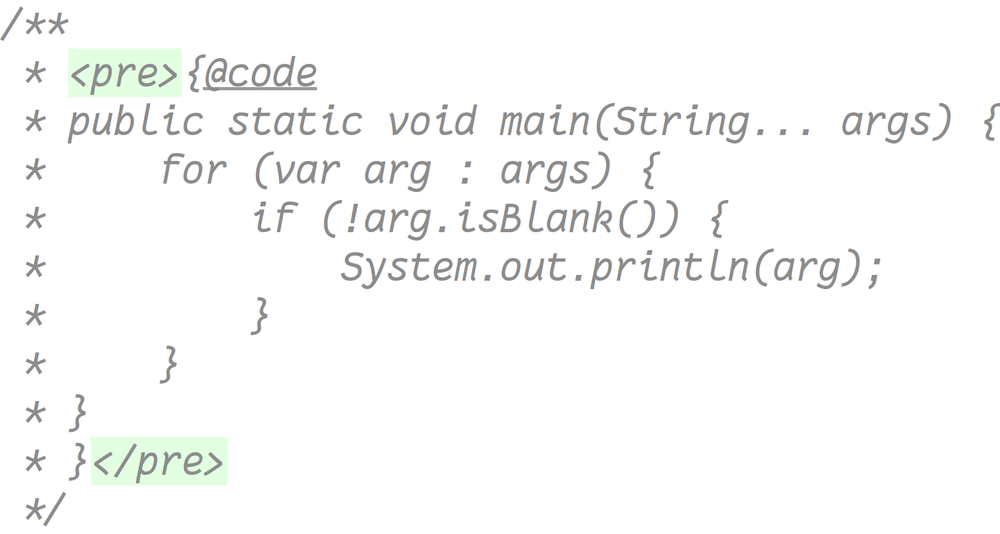 /**
 * <pre>{@code
 * public static void main(String... args) {
 *     for (var arg : args) {
 *         if (!arg.isBlank()) {
 *             System.out.println(arg);
 *         }
 *     }
 * }
 * }</pre>
 */